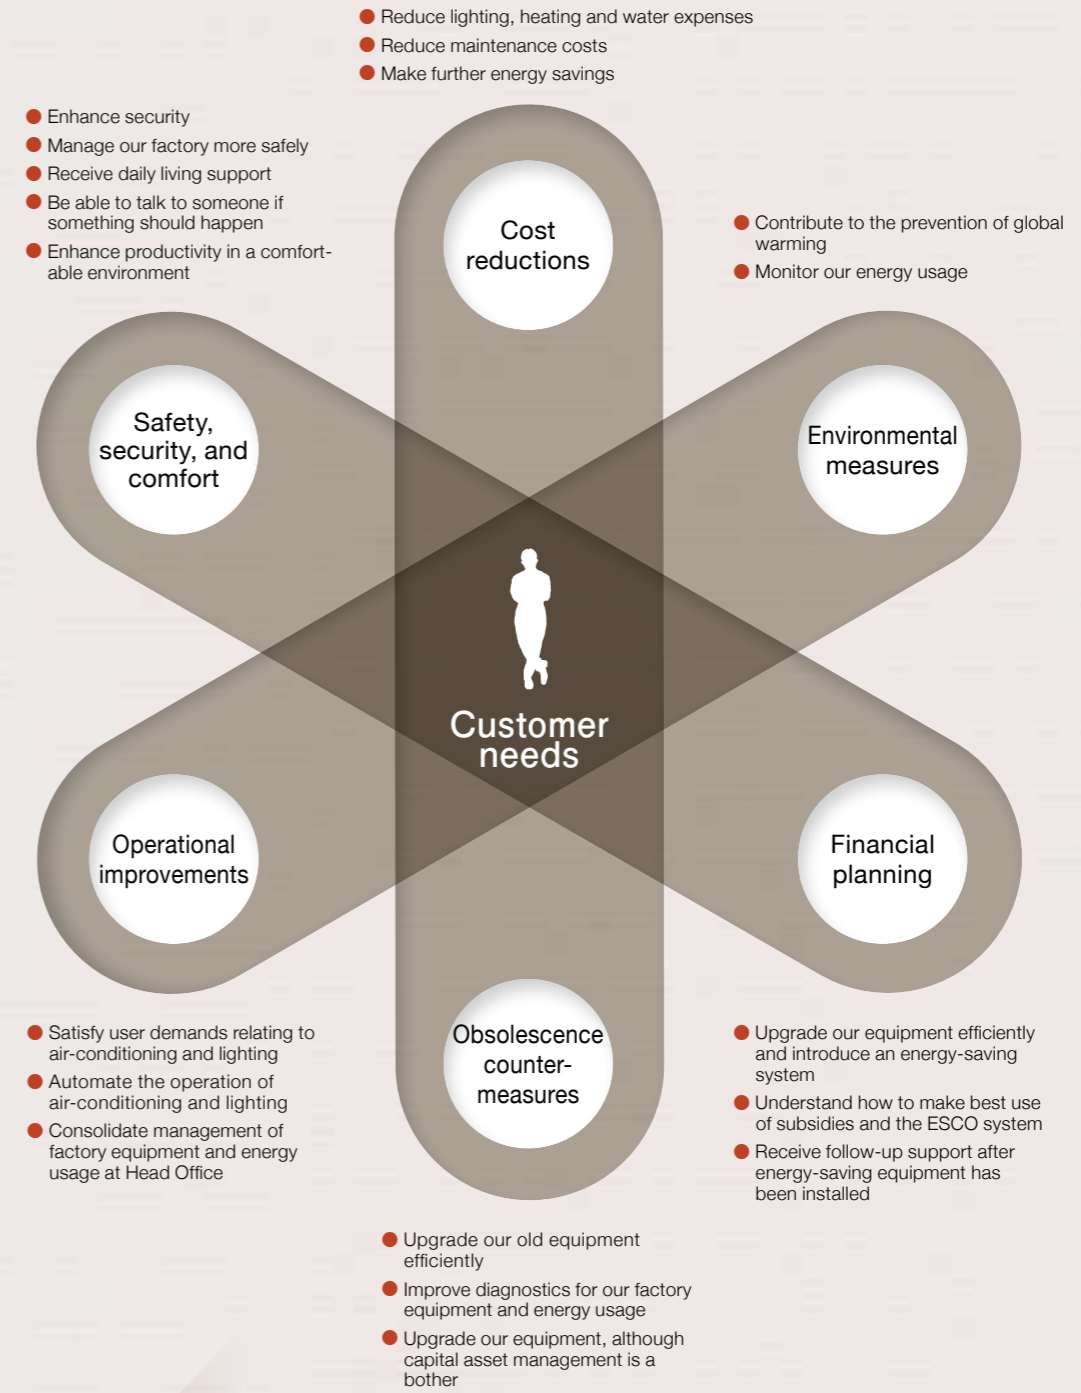 Reduce lighting, heating and water expenses
Reduce maintenance costs
Make further energy savings
Enhance security
Manage our factory more safely
Receive daily living support
Be able to talk to someone if
something should happen
Enhance productivity in a comfort-
able environment
Cost
reductions
Contribute to the prevention of global
warming
Monitor our energy usage
Safety,
security, and
comfort
Environmental
measures
Customer
needs
Operational
improvements
Financial
planning
Obsolescence
counter-
measures
Satisfy user demands relating to
air-conditioning and lighting
Automate the operation of
air-conditioning and lighting
Consolidate management of
factory equipment and energy
usage at Head Office
Upgrade our equipment efficiently
and introduce an energy-saving
system
Understand how to make best use
of subsidies and the ESCO system
Receive follow-up support after
energy-saving equipment has
been installed
Upgrade our old equipment
efficiently
Improve diagnostics for our factory
equipment and energy usage
Upgrade our equipment, although
capital asset management is a
bother